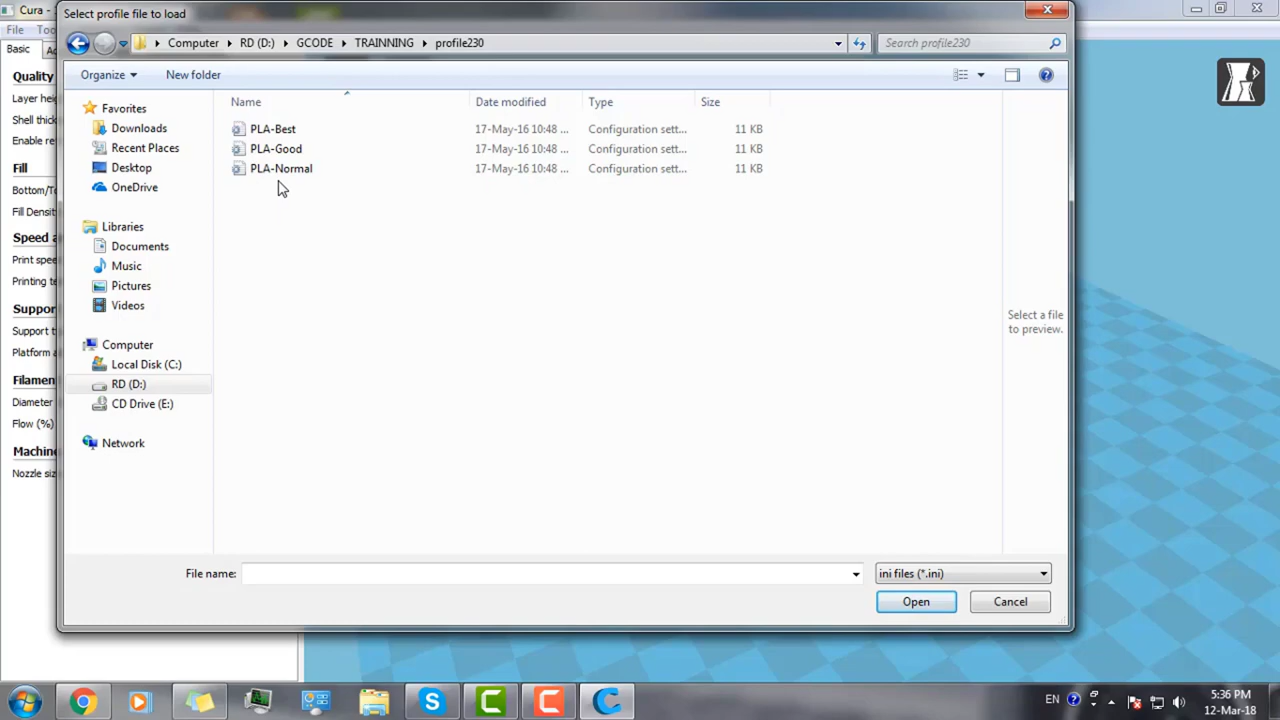 Cura -
Select profile file to load
File Too
Computer RD (D:) GCODE TRAINNING profile230
Search profile230
Basic
Organize
New folder
Quality
Layer hei
Shell thick
Enable re
Fill
Bottom/To
Fill Densit
Speed a
Print spee
Printing te
Suppor
Support t
Platform a
Filamen
Diameter
Flow (%)
Machine
Nozzle siz
Favorites
Downloads
Recent Places
Desktop
OneDrive
Libraries
Documents
Music
Pictures
Videos
Computer
Local Disk (C:)
RD (D:)
CD Drive (E:)
Network
Name Date modified Type Size
PLA-Best 17-May-16 10:48 ... Configuration sett... 11 KB
PLA-Good 17-May-16 10:48 ... Configuration sett... 11 KB
PLA-Normal 17-May-16 10:48 ... Configuration sett... 11 KB
Select a file
to preview.
File name:
ini files (*.ini)
Open
Cancel
EN
5:36 PM
12-Mar-18